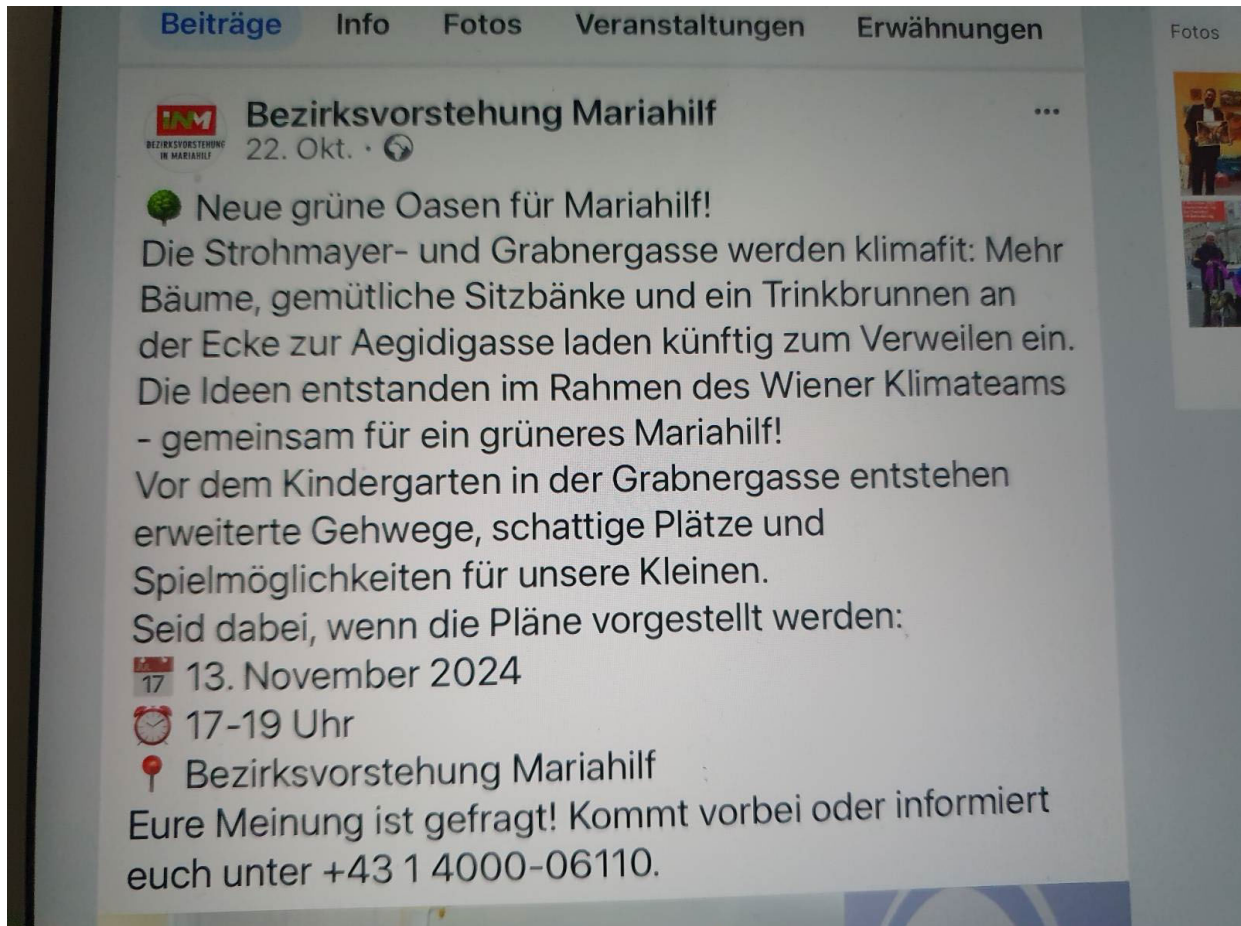 Beiträge Info Fotos Veranstaltungen Erwähnungen
Fotos
INM
BEZIRKSVORSTEHUNG
IN MARIAHILF
Bezirksvorstehung Mariahilf
22. Okt. ·
Neue grüne Oasen für Mariahilf!
Die Strohmayer- und Grabnergasse werden klimafit: Mehr
Bäume, gemütliche Sitzbänke und ein Trinkbrunnen an
der Ecke zur Aegidigasse laden künftig zum Verweilen ein.
Die Ideen entstanden im Rahmen des Wiener Klimateams
- gemeinsam für ein grüneres Mariahilf!
Vor dem Kindergarten in der Grabnergasse entstehen
erweiterte Gehwege, schattige Plätze und
Spielmöglichkeiten für unsere Kleinen.
Seid dabei, wenn die Pläne vorgestellt werden:
17 13. November 2024
17-19 Uhr
Bezirksvorstehung Mariahilf
Eure Meinung ist gefragt! Kommt vorbei oder informiert
euch unter +43 1 4000-06110.